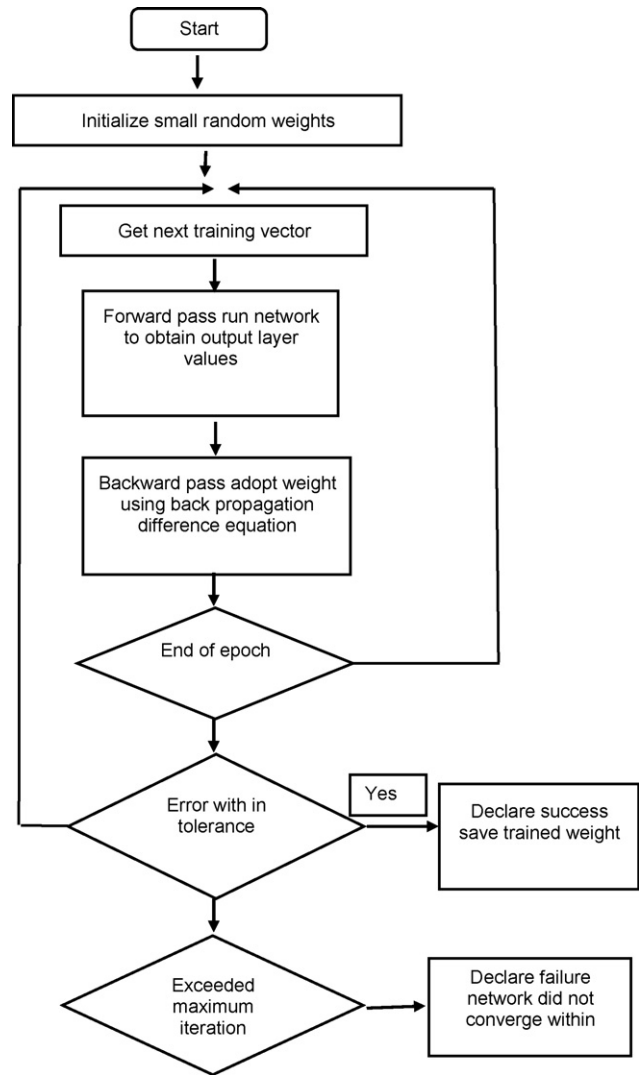 Start
Initialize small random weights
Get next training vector
Forward pass run network
to obtain output layer
values
Backward pass adopt weight
using back propagation
difference equation
End of epoch
Error with in
tolerance
Yes
Declare success
save trained weight
Exceeded
maximum
iteration
Declare failure
network did not
converge within